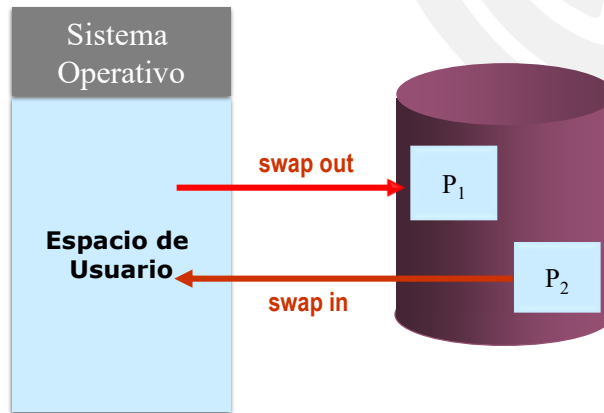 Sistema
Operativo
swap out
P₁
Espacio de
Usuario
P₂
swap in